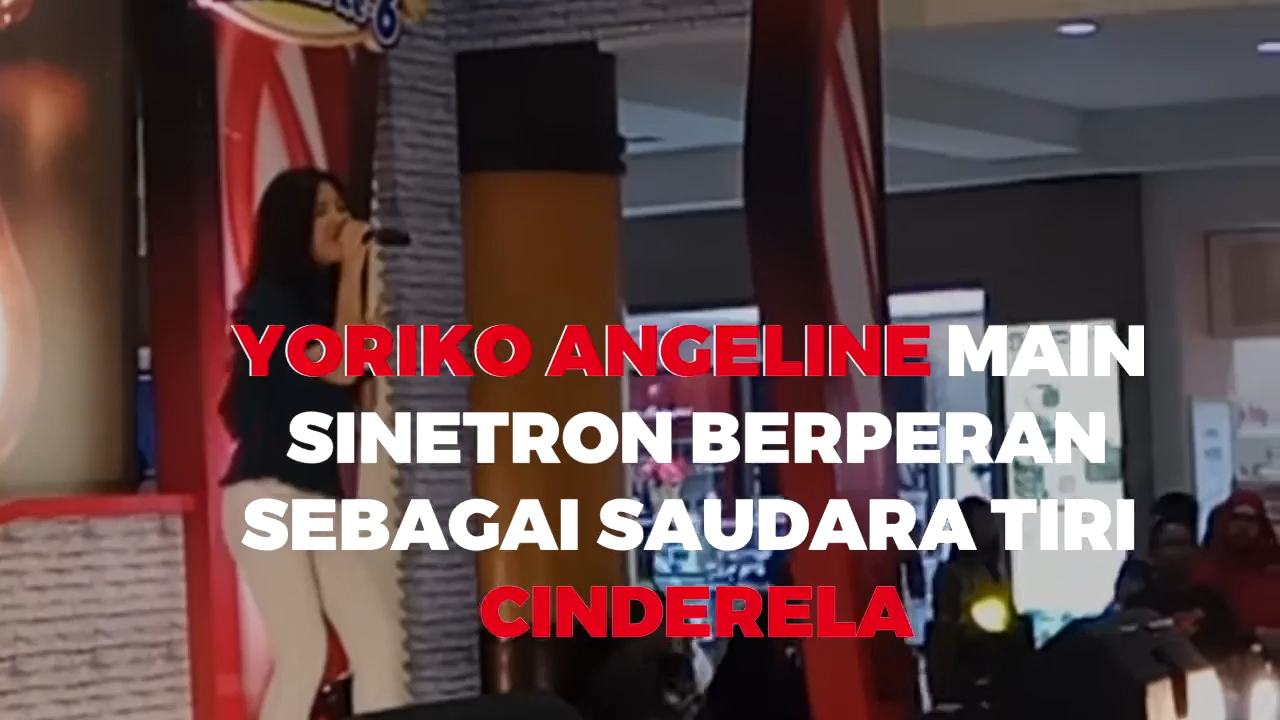 YORIKO ANGELINE MAIN
SINETRON BERPERAN
SEBAGAI SAUDARA TIRI
CINDERELA